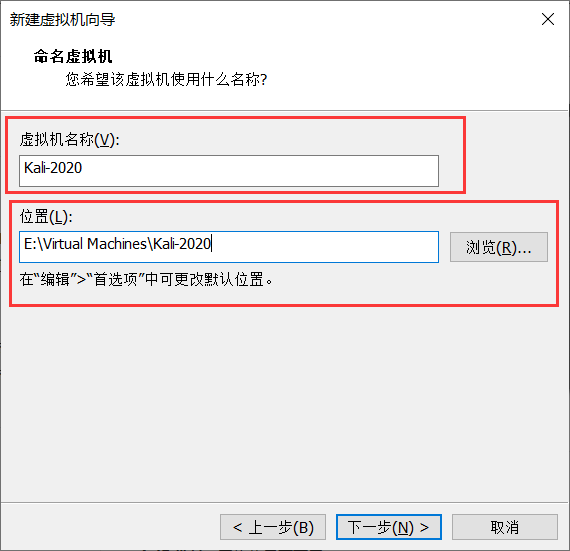 新建虚拟机向导
命名虚拟机
您希望该虚拟机使用什么名称?
虚拟机名称(V):
Kali-2020
位置(L):
E:\Virtual Machines\Kali-2020
浏览(R)...
在“编辑”>“首选项”中可更改默认位置。
< 上一步(B)
下一步(N) >
取消